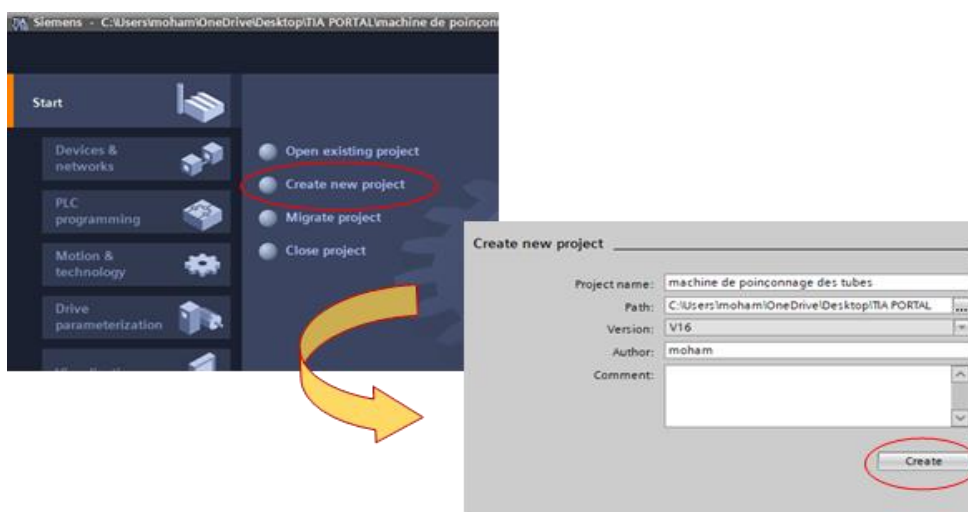 Siemens - C:\Users\moham\OneDrive\Desktop\TIA PORTAL\machine de poinçonn
Start
Devices &
networks
PLC
programming
Motion &
technology
Drive
parameterization
Open existing project
Create new project
Migrate project
Close project
Create new project
Project name: machine de poinçonnage des tubes
Path: C:\Users\moham\OneDrive\Desktop\TIA PORTAL ...
Version: V16
Author: moham
Comment:
Create